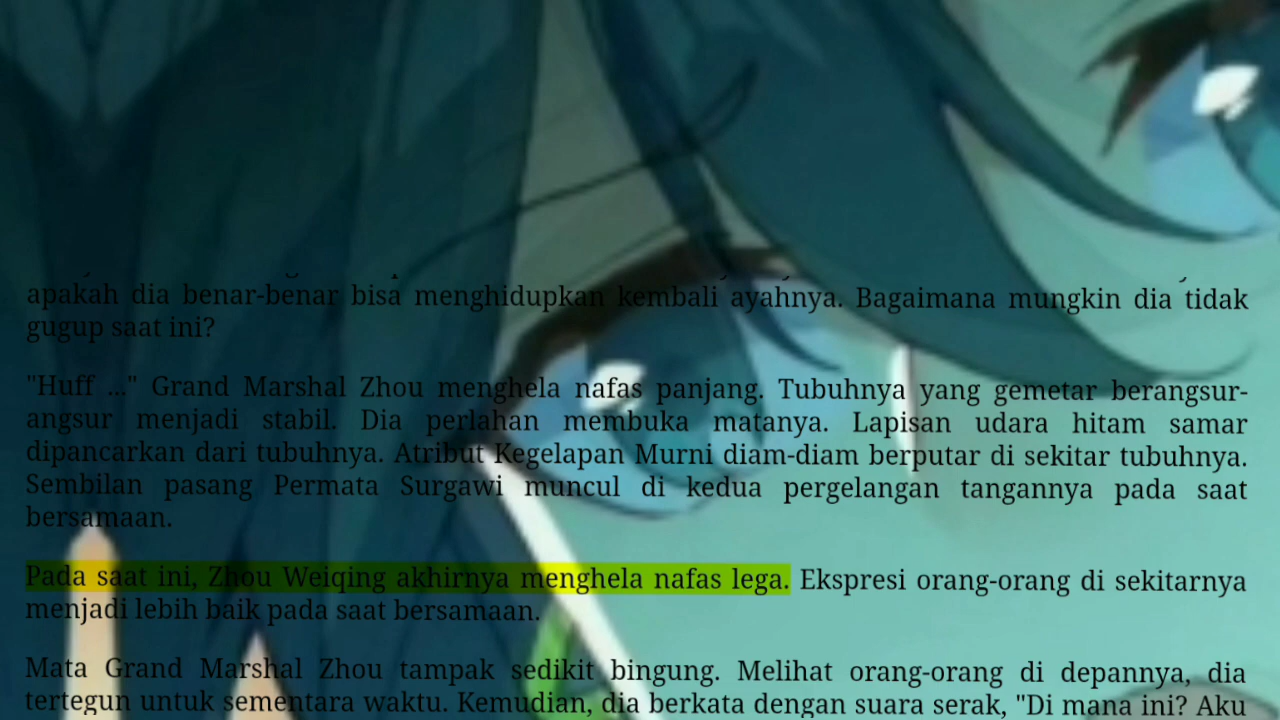 apakah dia benar-benar bisa menghidupkan kembali ayahnya. Bagaimana mungkin dia tidak
gugup saat ini?
"Huff ..." Grand Marshal Zhou menghela nafas panjang. Tubuhnya yang gemetar berangsur-
angsur menjadi stabil. Dia perlahan membuka matanya. Lapisan udara hitam samar
dipancarkan dari tubuhnya. Atribut Kegelapan Murni diam-diam berputar di sekitar tubuhnya.
Sembilan pasang Permata Surgawi muncul di kedua pergelangan tangannya pada saat
bersamaan.
Pada saat ini, Zhou Weiqing akhirnya menghela nafas lega. Ekspresi orang-orang di sekitarnya
menjadi lebih baik pada saat bersamaan.
Mata Grand Marshal Zhou tampak sedikit bingung. Melihat orang-orang di depannya, dia
tertegun untuk sementara waktu. Kemudian, dia berkata dengan suara serak, "Di mana ini? Aku